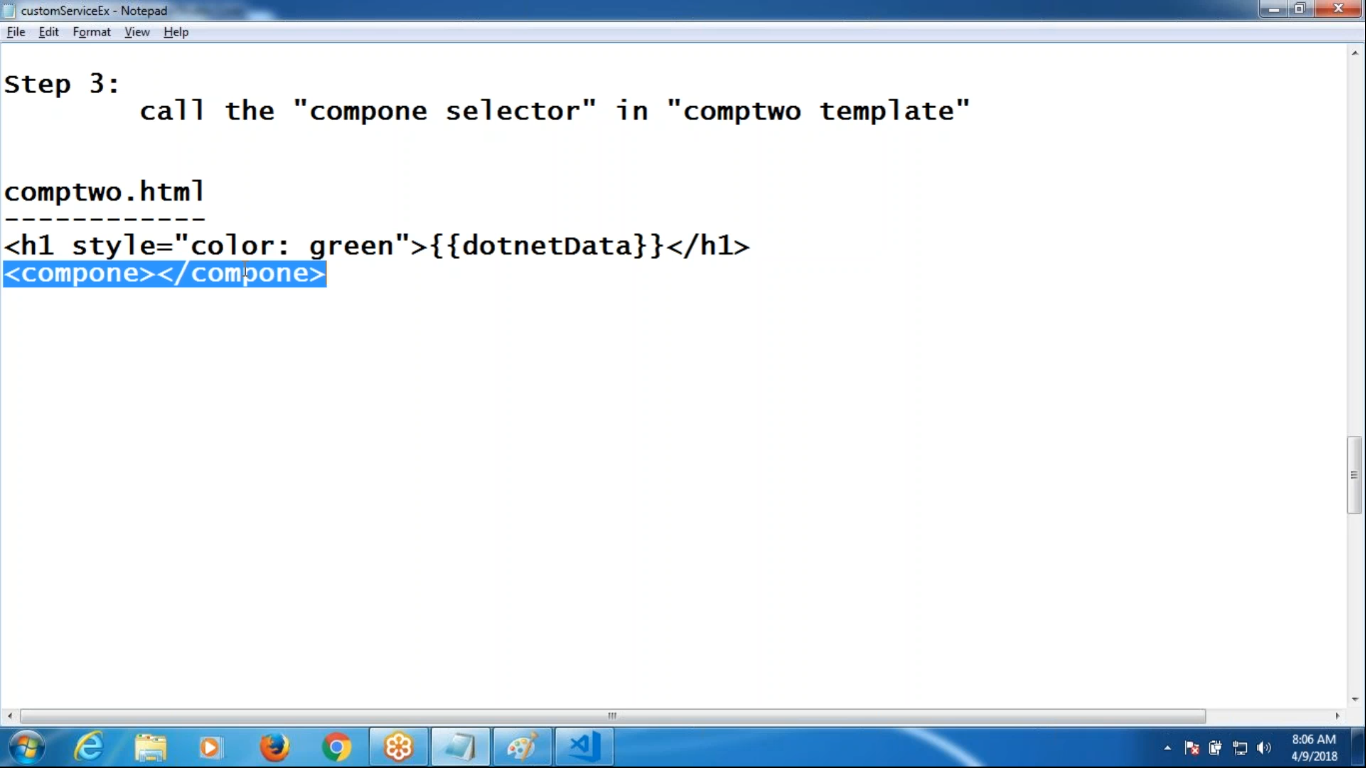 customServiceEx - Notepad
File Edit Format View Help
Step 3:
call the "compone selector" in "comptwo template"
comptwo.html
------------
<h1 style="color: green">{{dotnetData}}</h1>
<compone></compone>
8:06 AM
4/9/2018